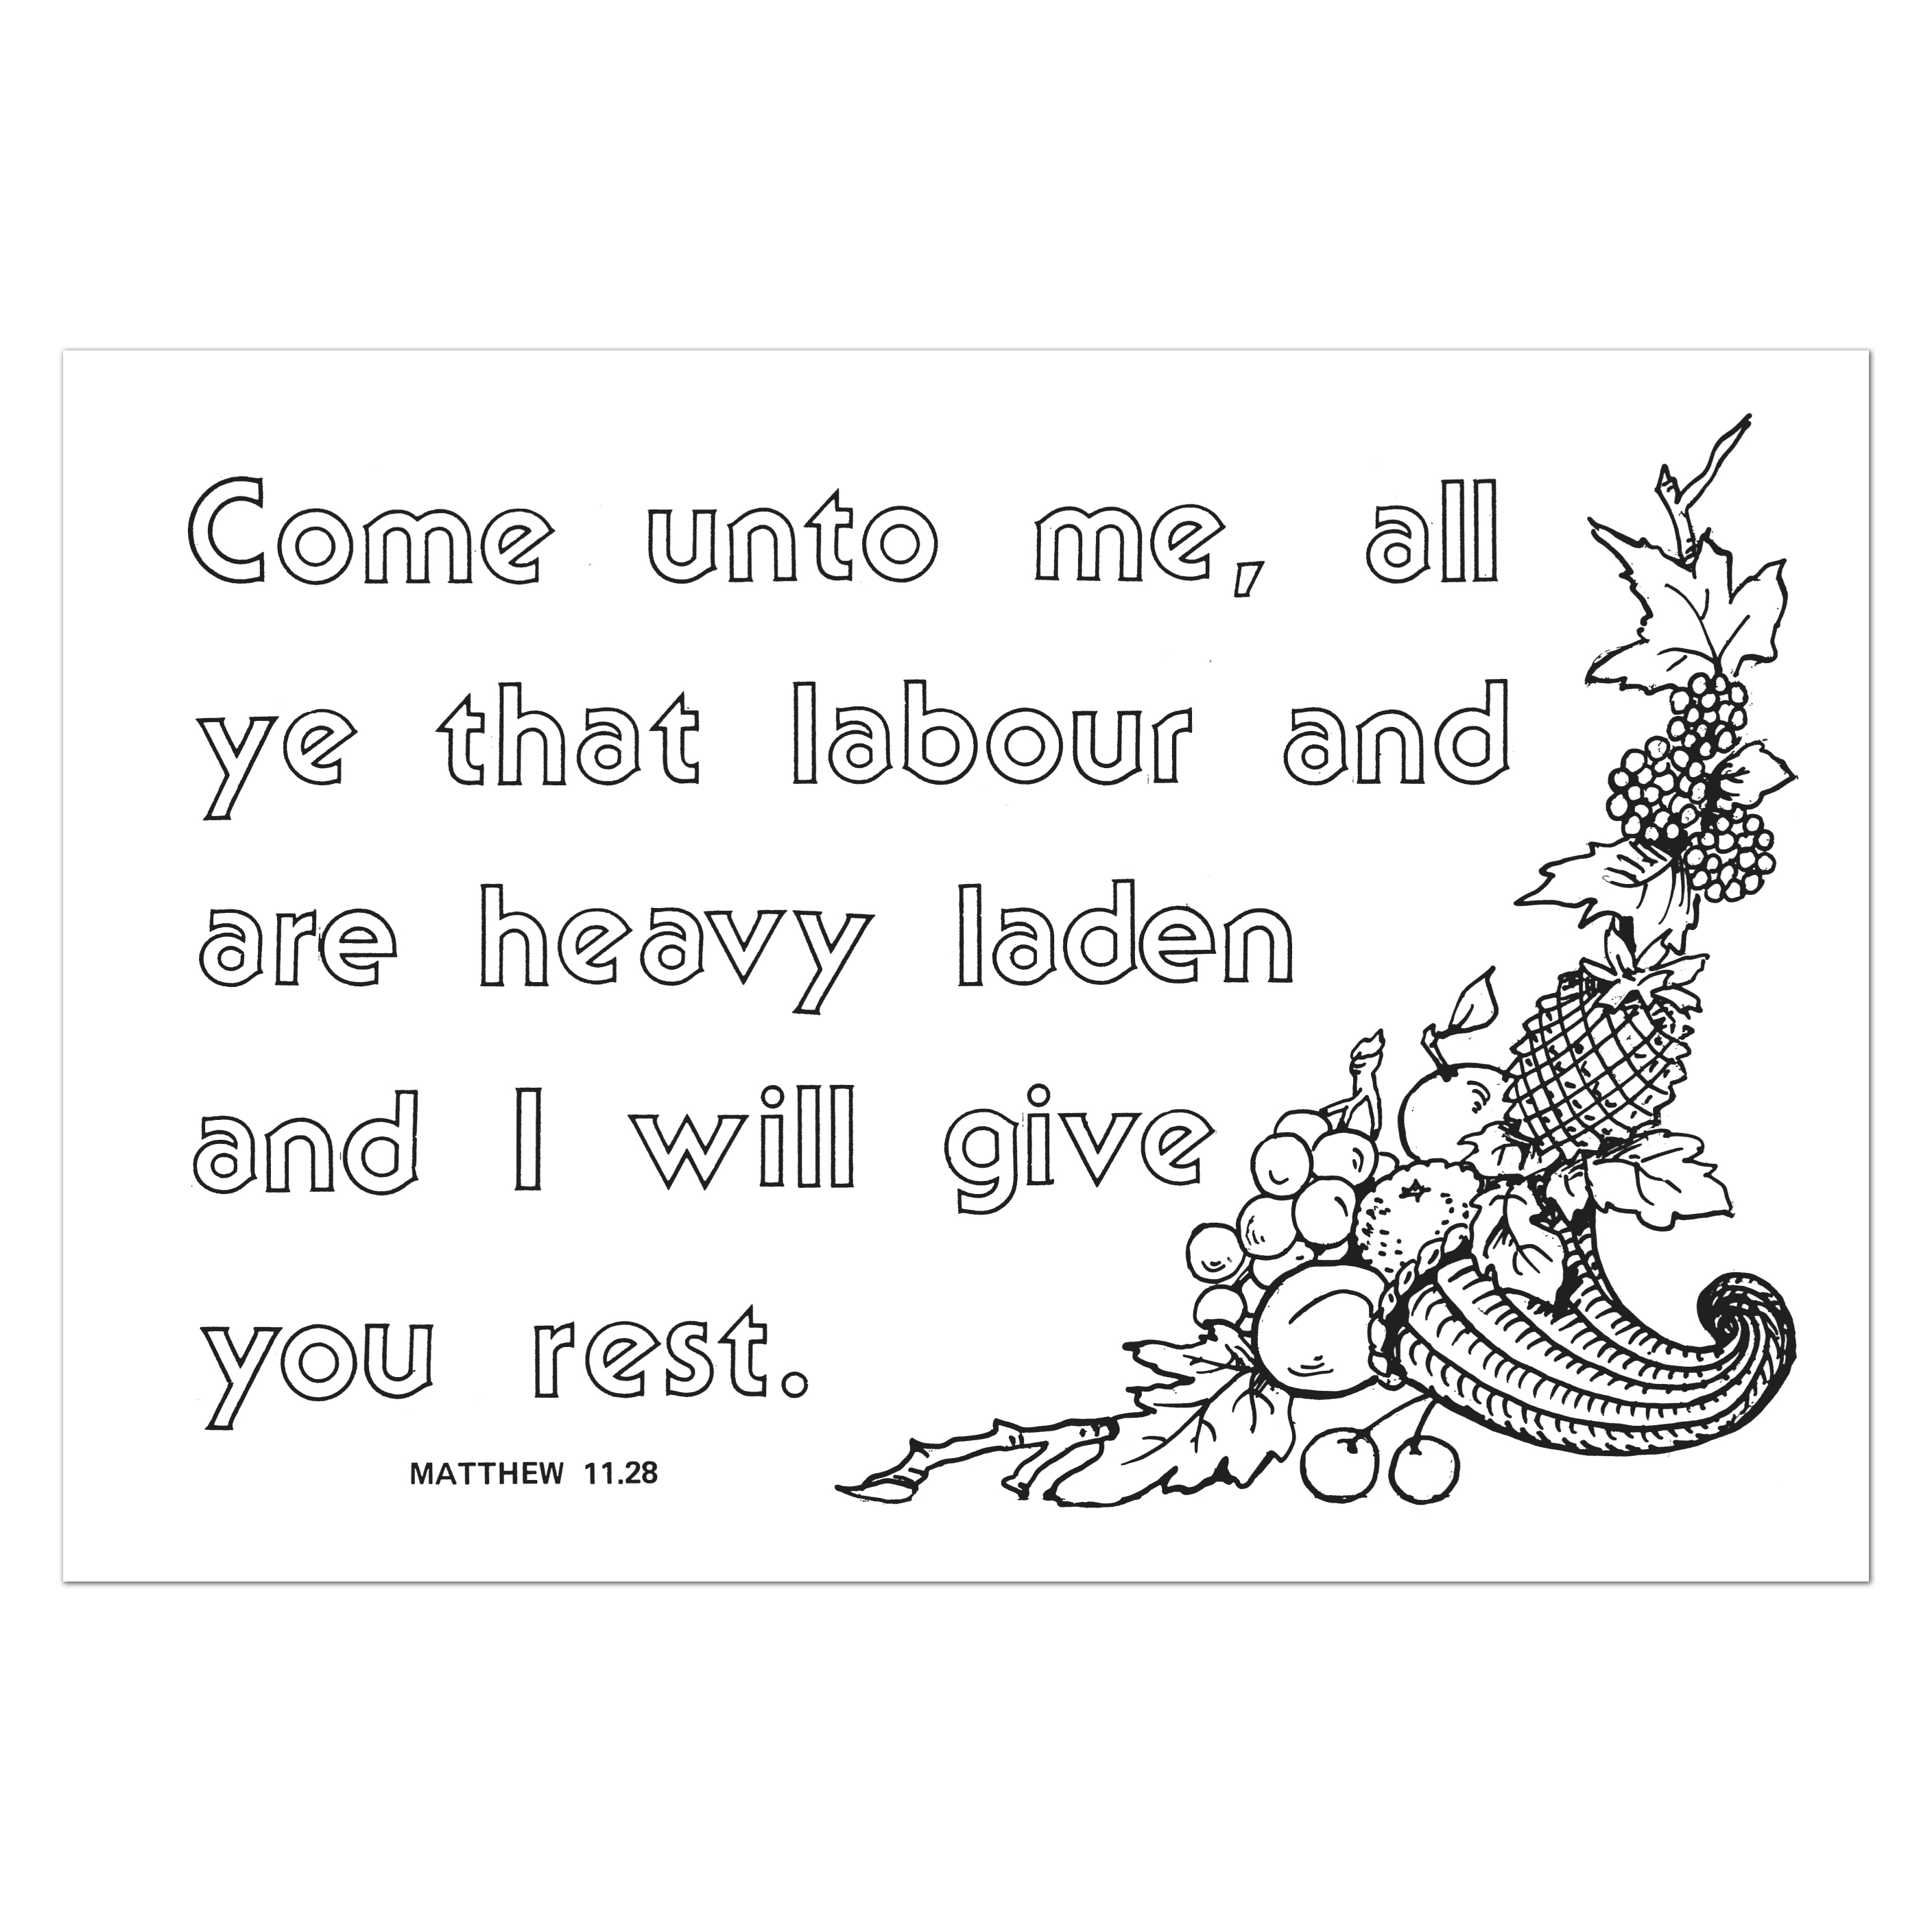 Come unto me, all
ye that labour and
are heavy laden
and I will give
you rest.
MATTHEW 11.28